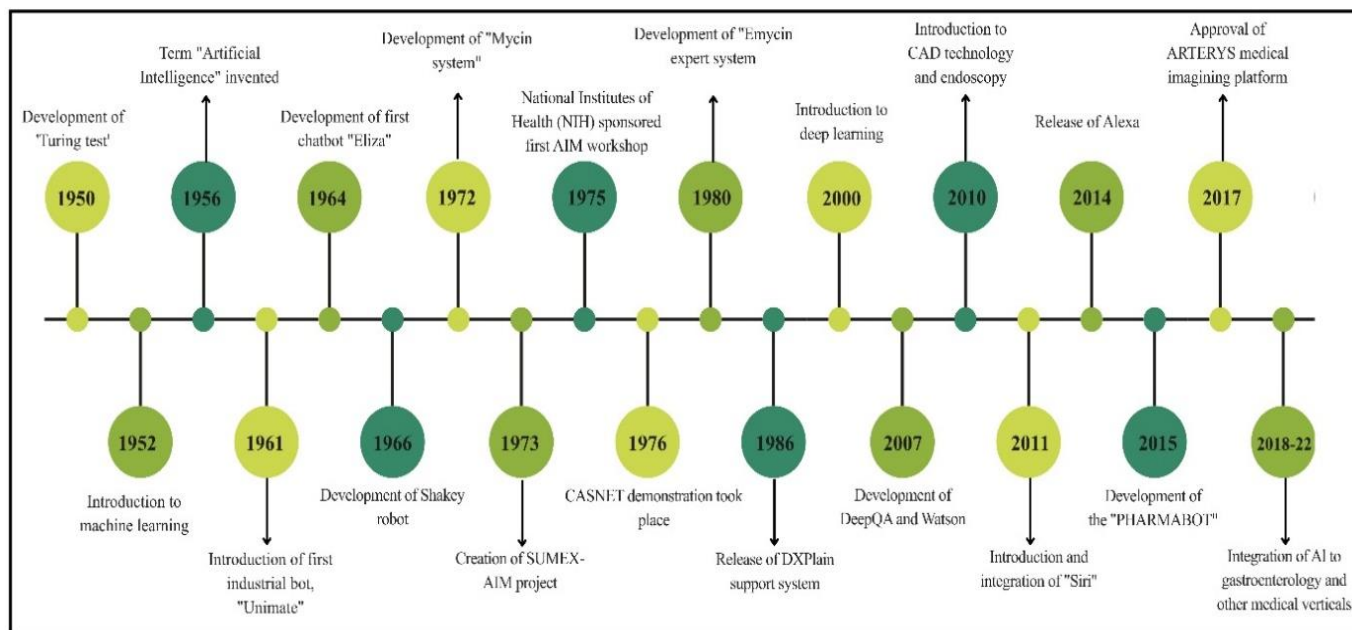 Development of
'Turing test'
1950
1952
Introduction to
machine learning
Term "Artificial
Intelligence" invented
1956
1961
Introduction of first
industrial bot,
"Unimate"
Development of first
chatbot "Eliza"
1964
1966
Development of Shakey
robot
Development of "Mycin
system"
1972
1973
Creation of SUMEX-
AIM project
National Institutes of
Health (NIH) sponsored
first AIM workshop
1975
1976
CASNET demonstration took
place
Development of "Emycin
expert system
1980
1986
Release of DXPlain
support system
Introduction to
deep learning
2000
2007
Development of
DeepQA and Watson
Introduction to
CAD technology
and endoscopy
2010
2011
Introduction and
integration of "Siri"
Release of Alexa
2014
2015
Development of
the "PHARMABOT"
Approval of
ARTERYS medical
imagining platform
2017
2018-22
Integration of AI to
gastroenterology and
other medical verticals